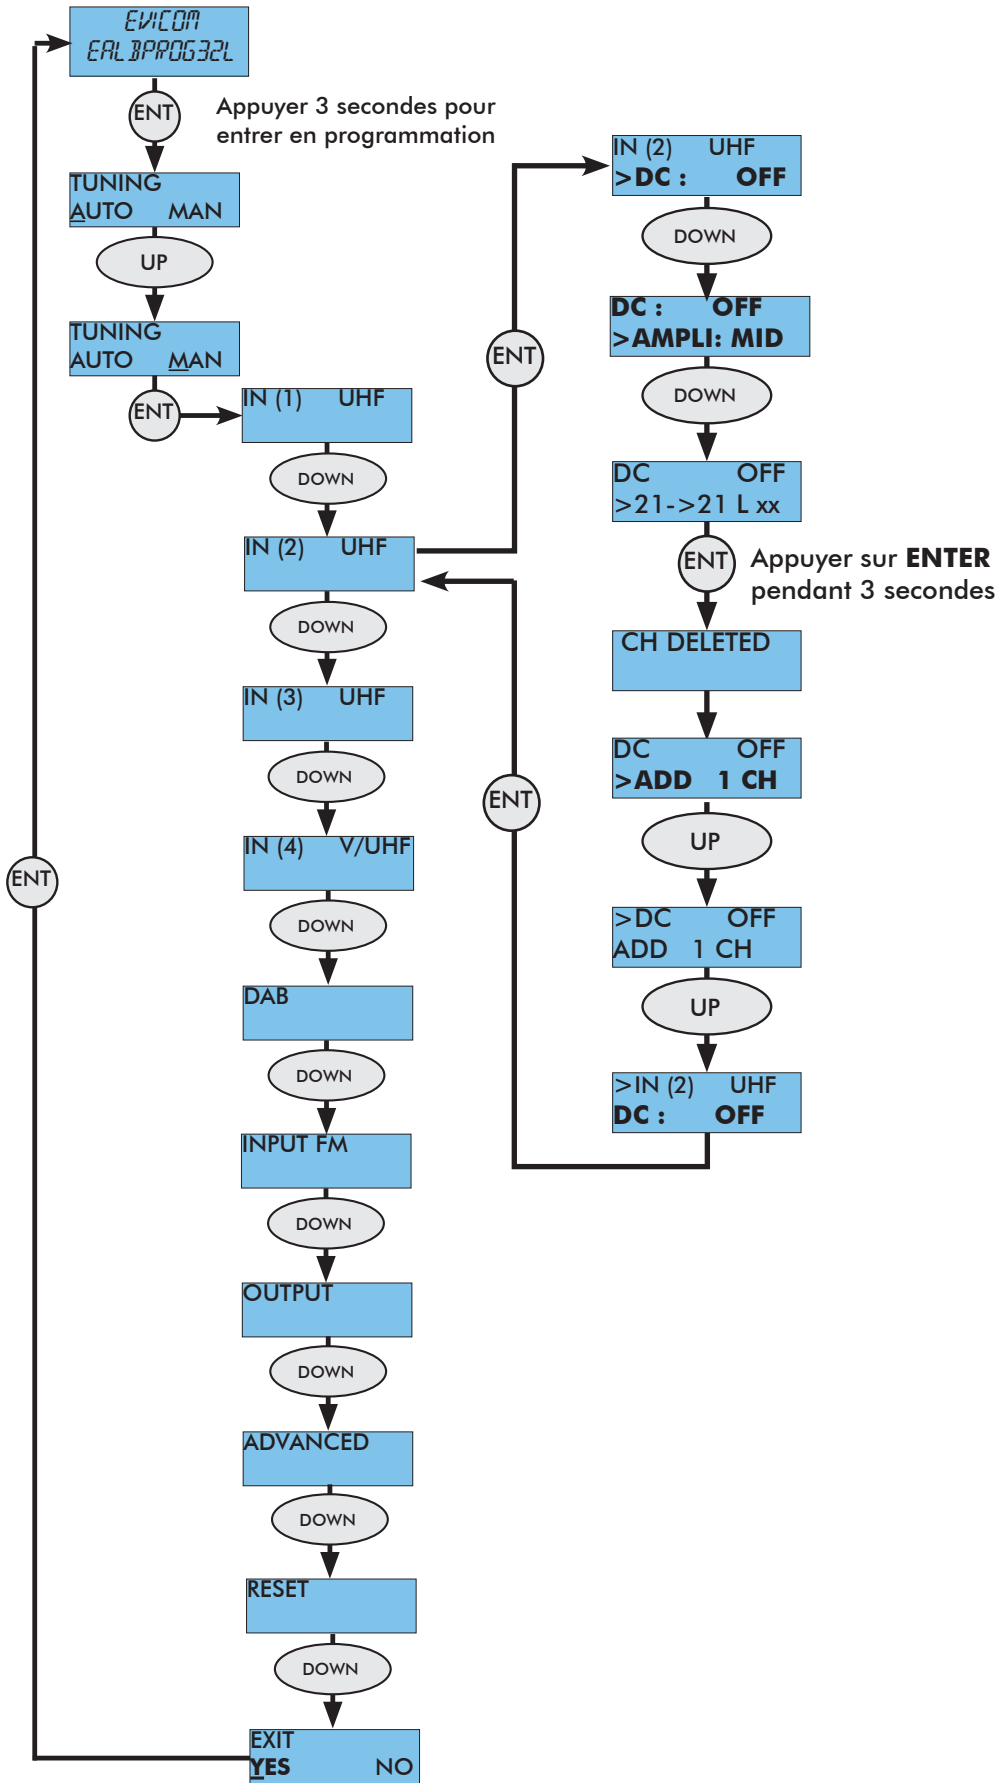 EVICOM
EALBPROG32L
ENT
Appuyer 3 secondes pour
entrer en programmation
TUNING
AUTO MAN
UP
TUNING
AUTO MAN
ENT
IN (1) UHF
DOWN
IN (2) UHF
DOWN
IN (3) UHF
DOWN
IN (4) V/UHF
DOWN
DAB
DOWN
INPUT FM
DOWN
OUTPUT
DOWN
ADVANCED
DOWN
RESET
DOWN
EXIT
YES NO
ENT
ENT
IN (2) UHF
>DC : OFF
DOWN
DC : OFF
>AMPLI: MID
DOWN
DC OFF
>21->21 L xx
ENT
Appuyer sur ENTER
pendant 3 secondes
CH DELETED
DC OFF
>ADD 1 CH
UP
>DC OFF
ADD 1 CH
UP
>IN (2) UHF
DC : OFF
ENT